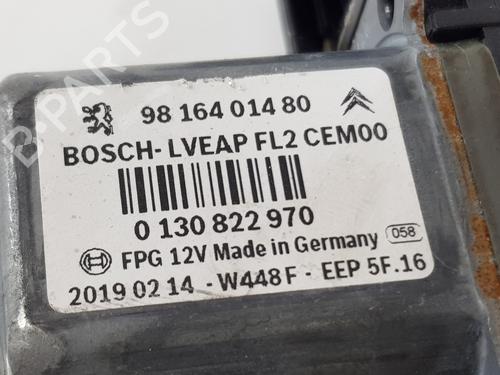 98 164 014 80
BOSCH- LVEAP FL2 CEM00
0 130 822 970
FPG 12V Made in Germany 058
2019 02 14 - W448F - EEP 5F.16
B-PARTS